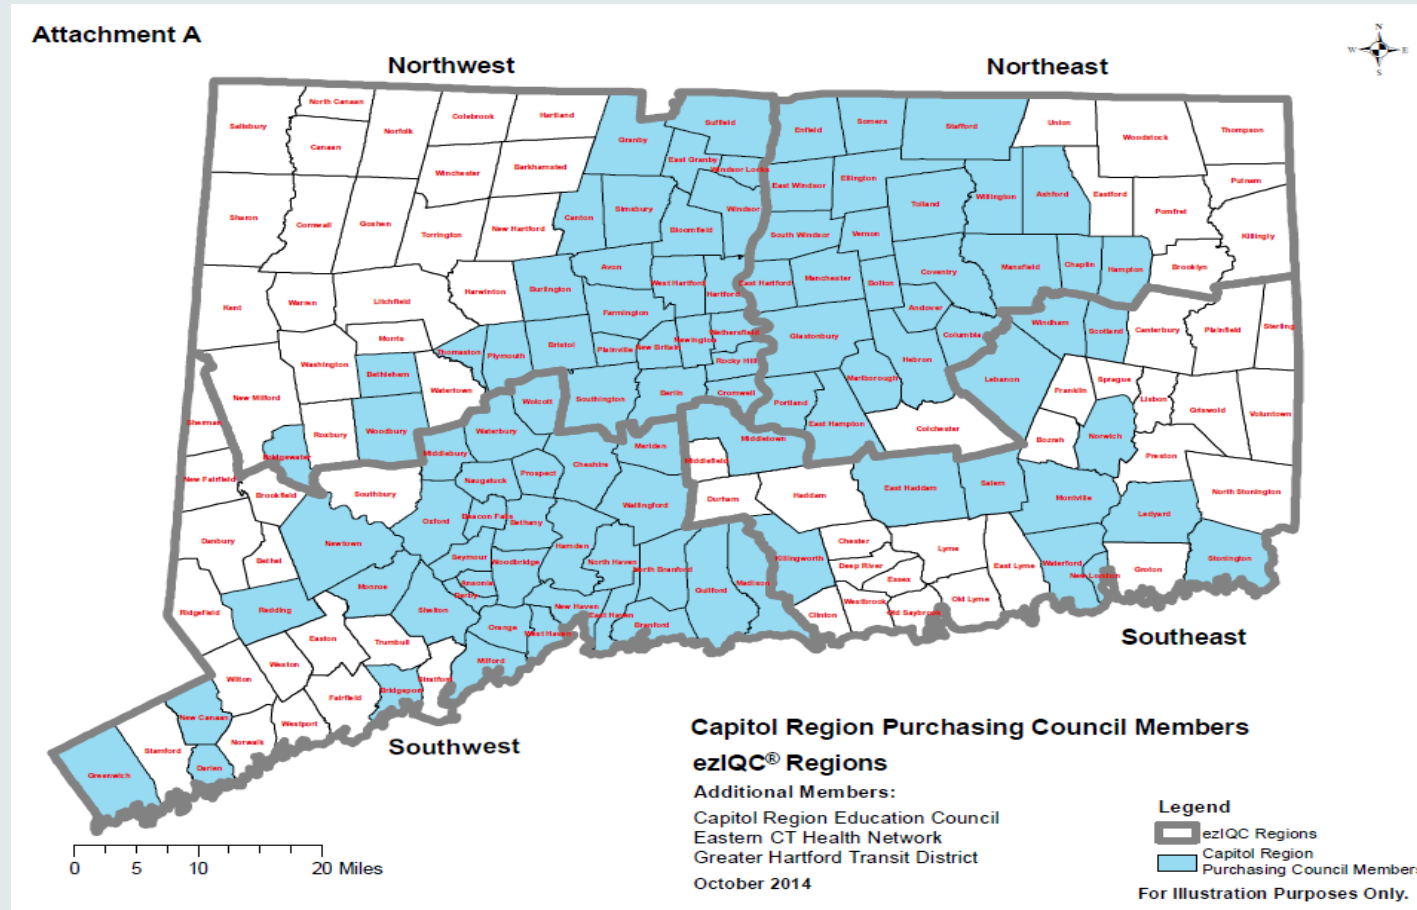 Attachment A
N
W E
S
Northwest
Northeast
North Canaan
Salisbury
Canaan
Norfolk
Colebrook
Hartland
Granby
Suffield
East Granby
Windsor Locks
Enfield
Somers
Stafford
Union
Woodstock
Thompson
Winchester
Barkhamsted
East Windsor
Ellington
Willington
Ashford
Eastford
Putnam
Pomfret
Sharon
Cornwall
Goshen
Torrington
New Hartford
Canton
Simsbury
Bloomfield
Windsor
South Windsor
Vernon
Tolland
Killingly
Kent
Warren
Litchfield
Harwinton
Burlington
Avon
West Hartford
Hartford
East Hartford
Manchester
Bolton
Coventry
Mansfield
Chaplin
Hampton
Brooklyn
Farmington
Andover
Morris
Washington
Bethlehem
Thomaston
Plymouth
Bristol
Plainville
New Britain
Newington
Wethersfield
Rocky Hill
Glastonbury
Hebron
Columbia
Windham
Scotland
Canterbury
Plainfield
Sterling
New Milford
Watertown
Marlborough
Lebanon
Franklin
Sprague
Lisbon
Griswold
Voluntown
Sherman
Roxbury
Woodbury
Wolcott
Southington
Berlin
Cromwell
Portland
East Hampton
Colchester
Bozrah
Norwich
Preston
Bridgewater
Middlebury
Waterbury
Cheshire
Meriden
Middletown
Middlefield
New Fairfield
Brookfield
Southbury
Naugatuck
Prospect
Wallingford
Durham
Haddam
East Haddam
Salem
Montville
North Stonington
Ledyard
Danbury
Bethel
Newtown
Oxford
Beacon Falls
Bethany
Hamden
North Haven
North Branford
Guilford
Madison
Killingworth
Chester
Deep River
Essex
Lyme
East Lyme
Waterford
New London
Groton
Stonington
Seymour
Woodbridge
Ansonia
Derby
Ridgefield
Redding
Monroe
Shelton
Orange
New Haven
West Haven
East Haven
Branford
Clinton
Westbrook
Old Saybrook
Old Lyme
Easton
Trumbull
Milford
Weston
Wilton
Fairfield
Bridgeport
Stratford
New Canaan
Westport
Norwalk
Stamford
Darien
Greenwich
Southeast
Southwest
Capitol Region Purchasing Council Members
ezIQC® Regions
Additional Members:
Capitol Region Education Council
Eastern CT Health Network
Greater Hartford Transit District
October 2014
Legend
ezIQC Regions
Capitol Region
Purchasing Council Members
For Illustration Purposes Only.
0 5 10 20 Miles